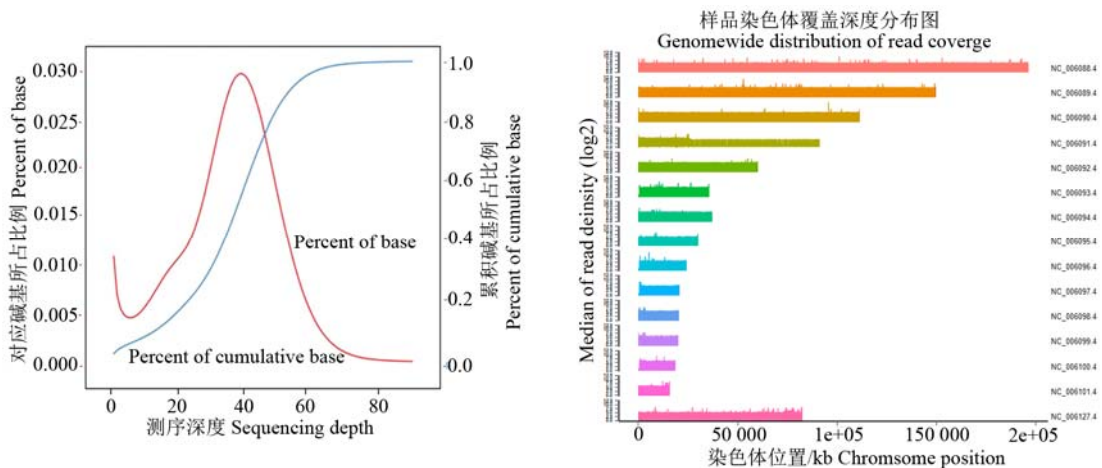 对应碱基所占比例 Percent of base
0.030
0.025
0.020
0.015
0.010
0.005
0.000
Percent of base
Percent of cumulative base
0
20
40
60
80
测序深度 Sequencing depth
1.0
0.8
0.6
0.4
0.2
0.0
累积碱基所占比例
Percent of cumulative base
样品染色体覆盖深度分布图
Genomewide distribution of read coverge
Median of read deinsity (log2)
NC_006088.4
NC_006089.4
NC_006090.4
NC_006091.4
NC_006092.4
NC_006093.4
NC_006094.4
NC_006095.4
NC_006096.4
NC_006097.4
NC_006098.4
NC_006099.4
NC_006100.4
NC_006101.4
NC_006127.4
0
50 000
1e+05
150 000
2e+05
染色体位置/kb Chromsome position